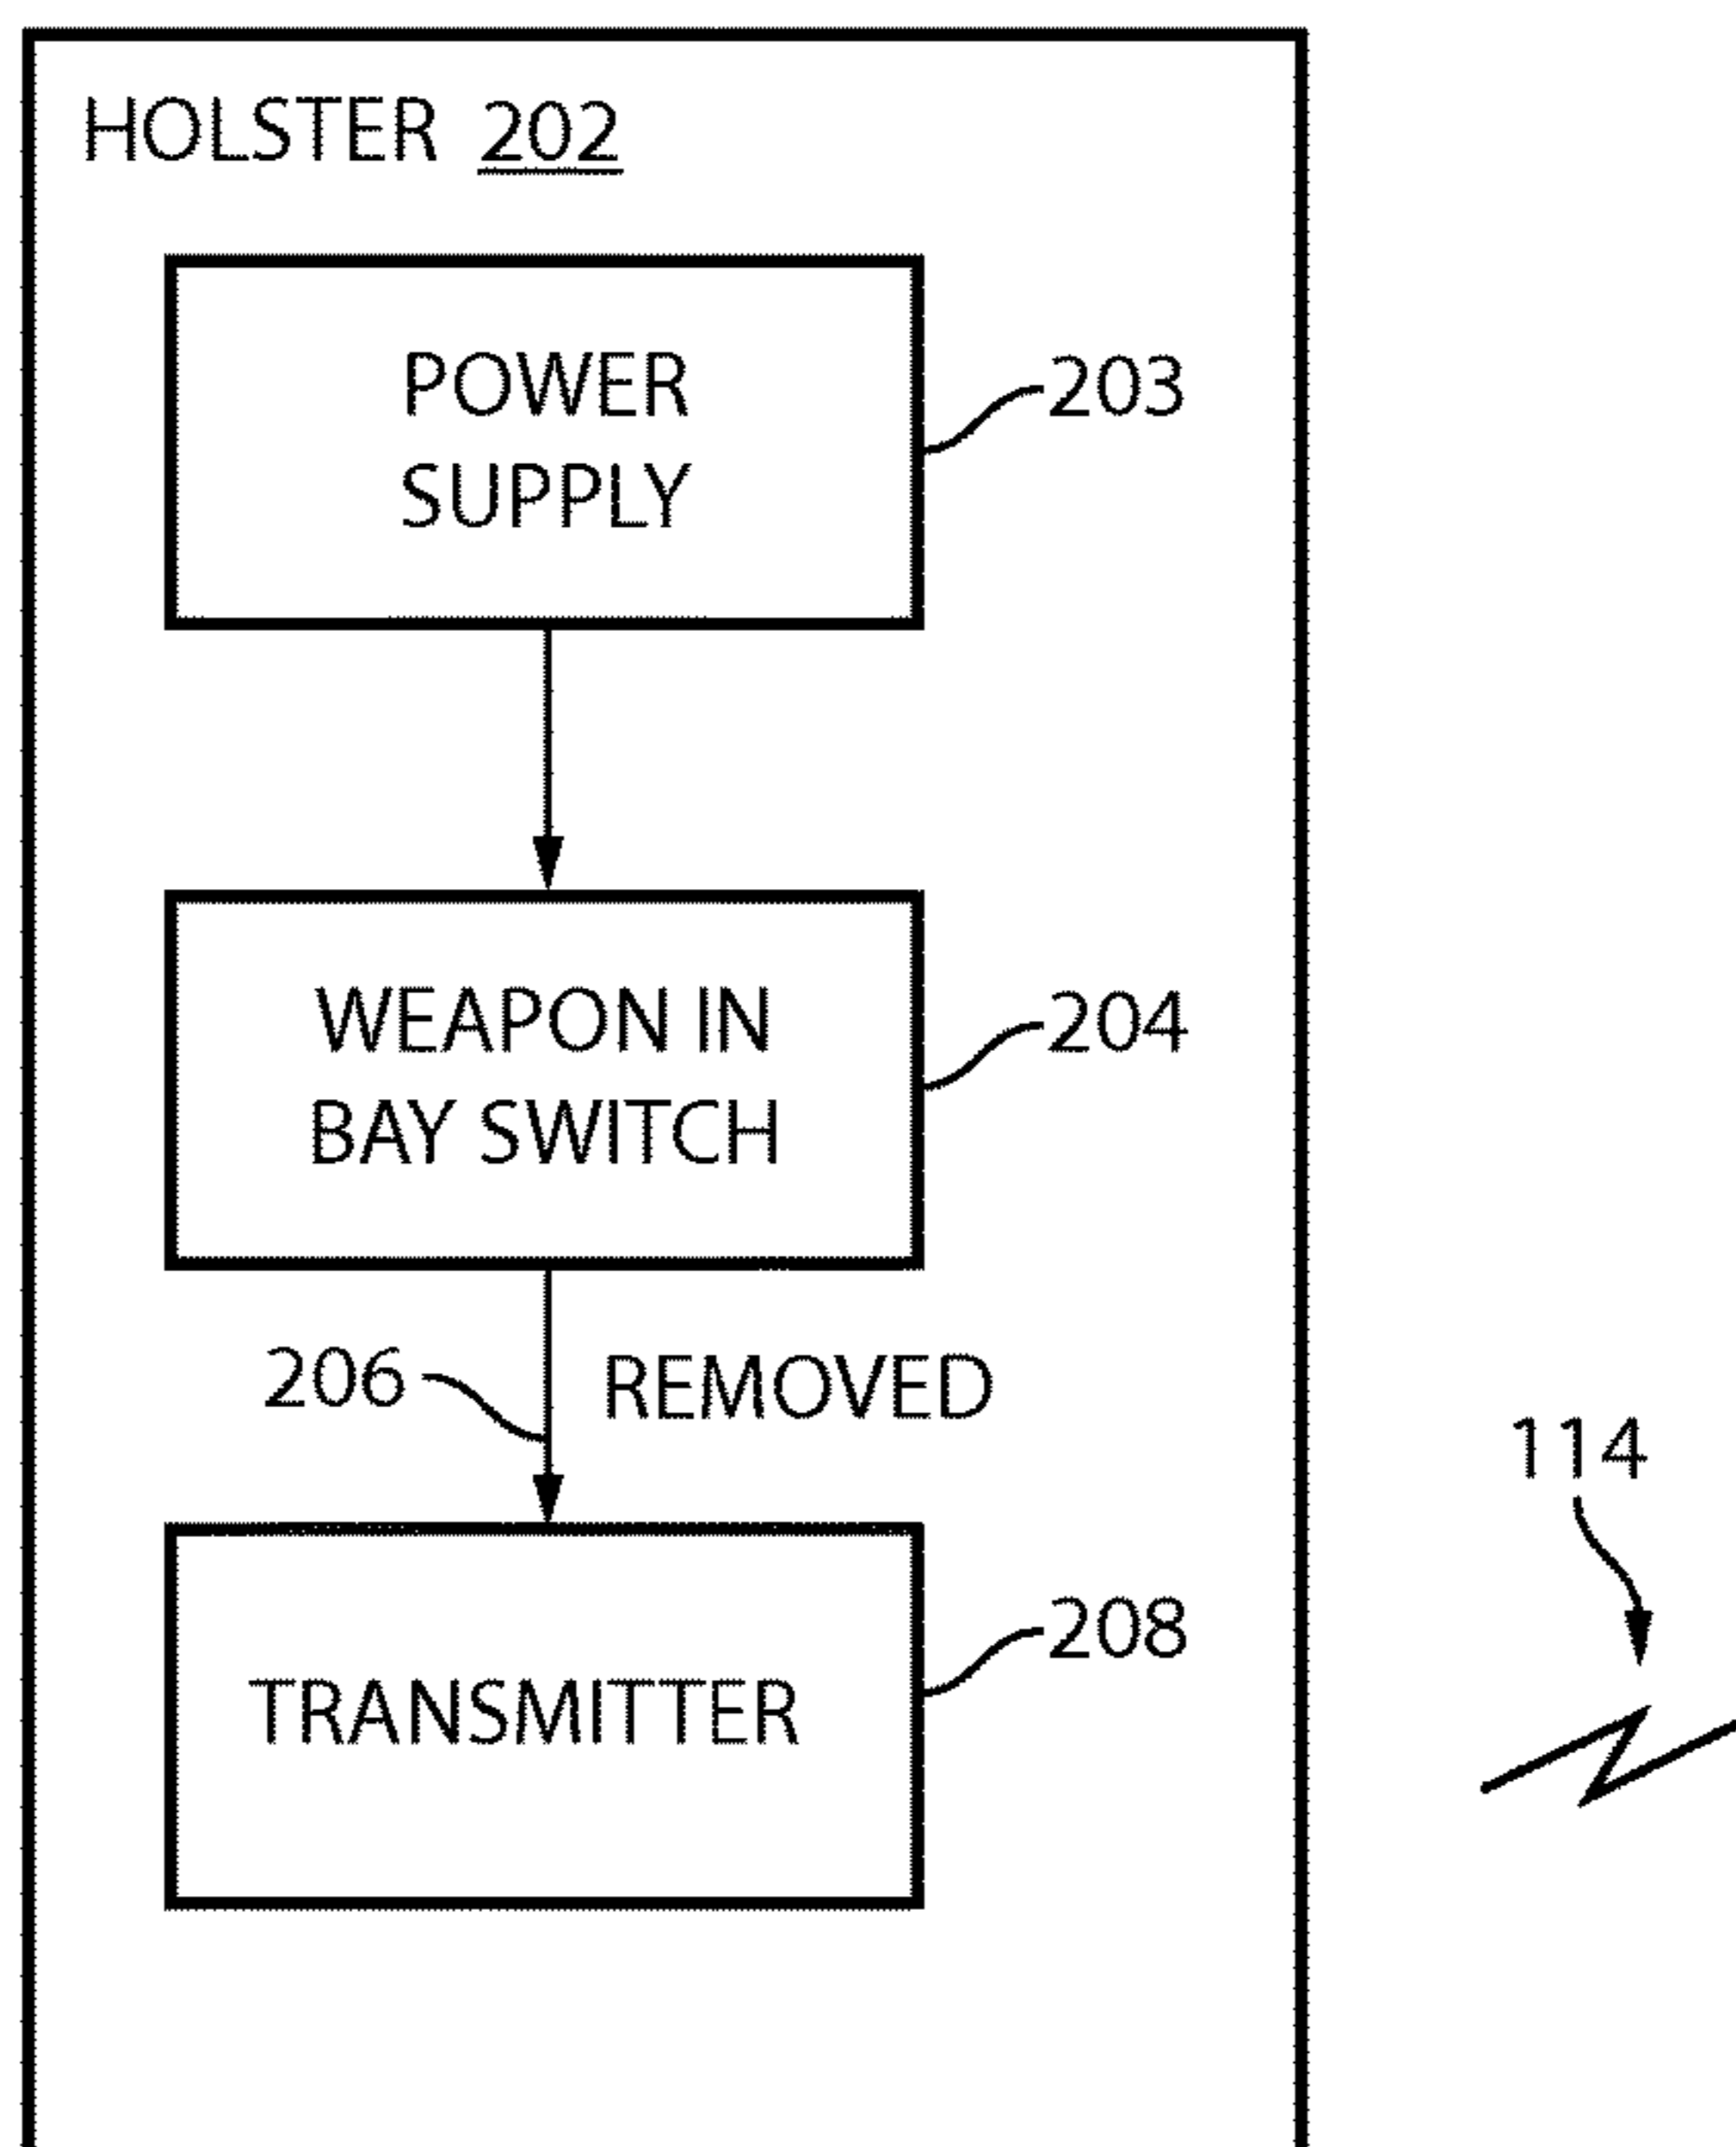 HOLSTER 202
POWER
SUPPLY
203
WEAPON IN
BAY SWITCH
204
206
REMOVED
114
TRANSMITTER
208